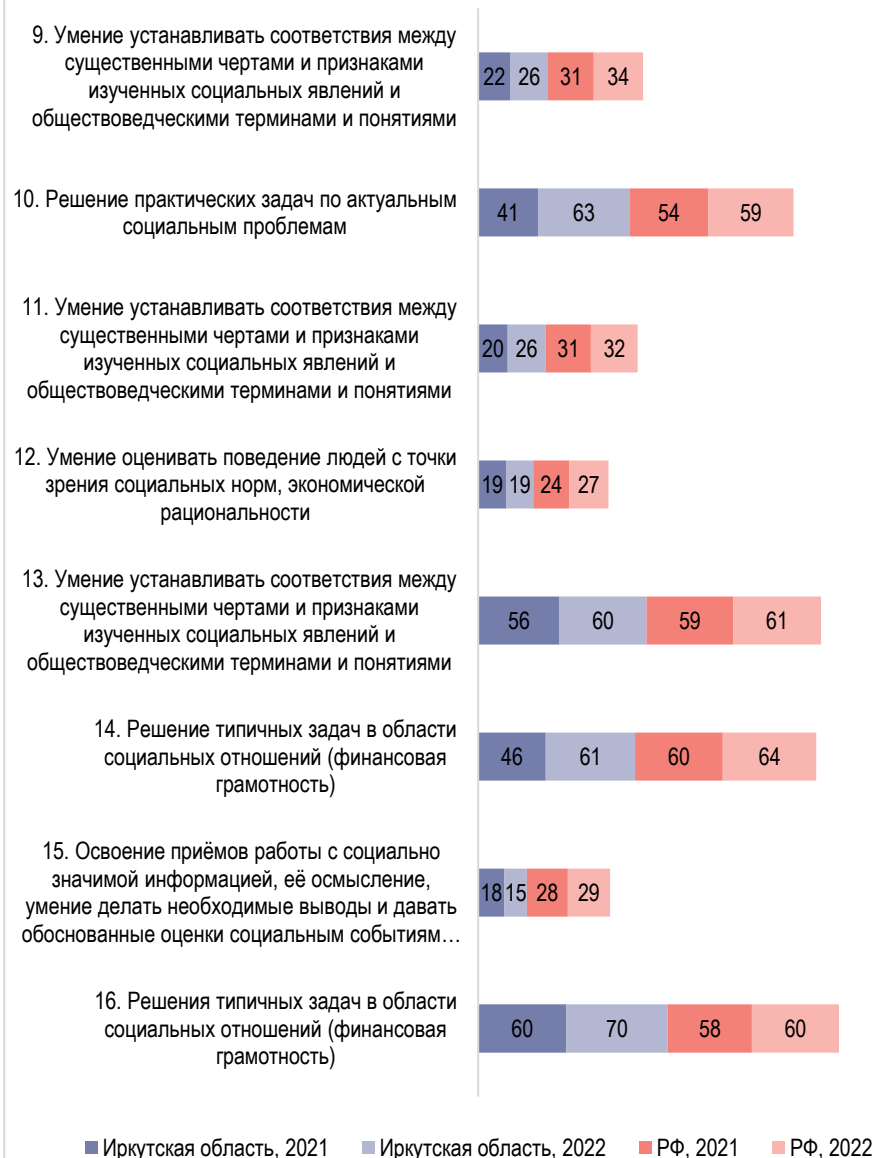 9. Умение устанавливать соответствия между
существенными чертами и признаками
изученных социальных явлений и
обществоведческими терминами и понятиями
22 26 31 34
10. Решение практических задач по актуальным
социальным проблемам
41 63 54 59
11. Умение устанавливать соответствия между
существенными чертами и признаками
изученных социальных явлений и
обществоведческими терминами и понятиями
20 26 31 32
12. Умение оценивать поведение людей с точки
зрения социальных норм, экономической
рациональности
19 19 24 27
13. Умение устанавливать соответствия между
существенными чертами и признаками
изученных социальных явлений и
обществоведческими терминами и понятиями
56 60 59 61
14. Решение типичных задач в области
социальных отношений (финансовая
грамотность)
46 61 60 64
15. Освоение приёмов работы с социально
значимой информацией, её осмысление,
умение делать необходимые выводы и давать
обоснованные оценки социальным событиям…
18 15 28 29
16. Решения типичных задач в области
социальных отношений (финансовая
грамотность)
60 70 58 60
Иркутская область, 2021 Иркутская область, 2022 РФ, 2021 РФ, 2022